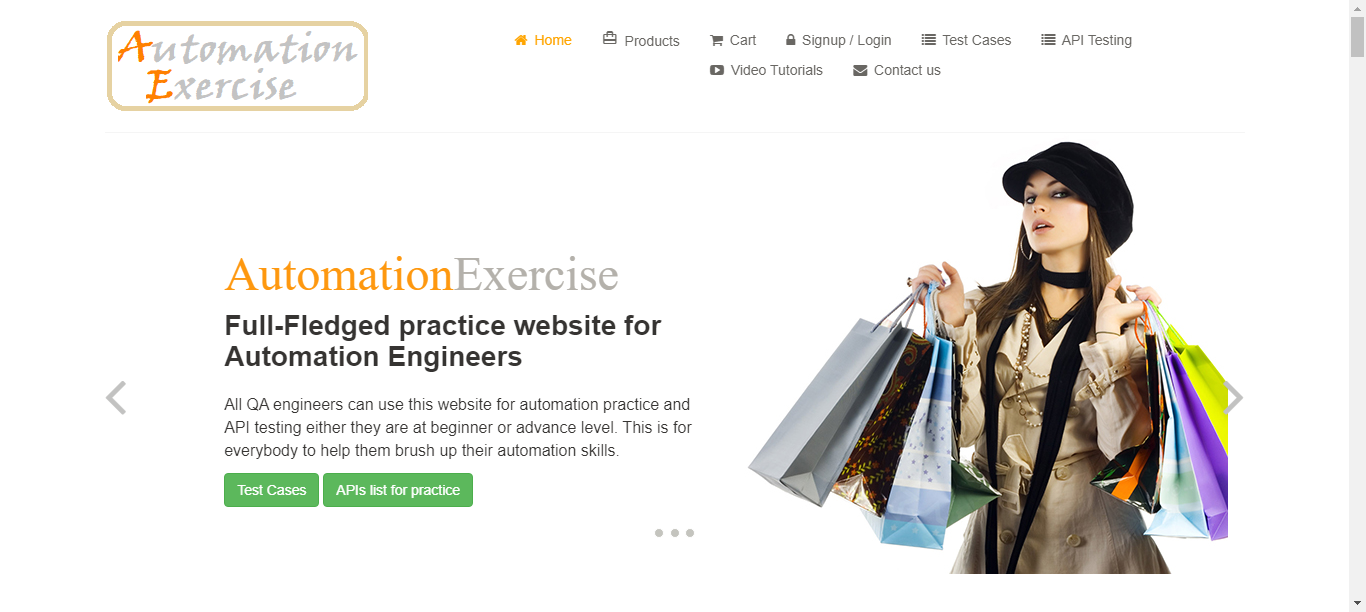 Automation
Exercise
Home Products Cart Signup / Login Test Cases API Testing
Video Tutorials Contact us
AutomationExercise
Full-Fledged practice website for
Automation Engineers
All QA engineers can use this website for automation practice and
API testing either they are at beginner or advance level. This is for
everybody to help them brush up their automation skills.
Test Cases APIs list for practice